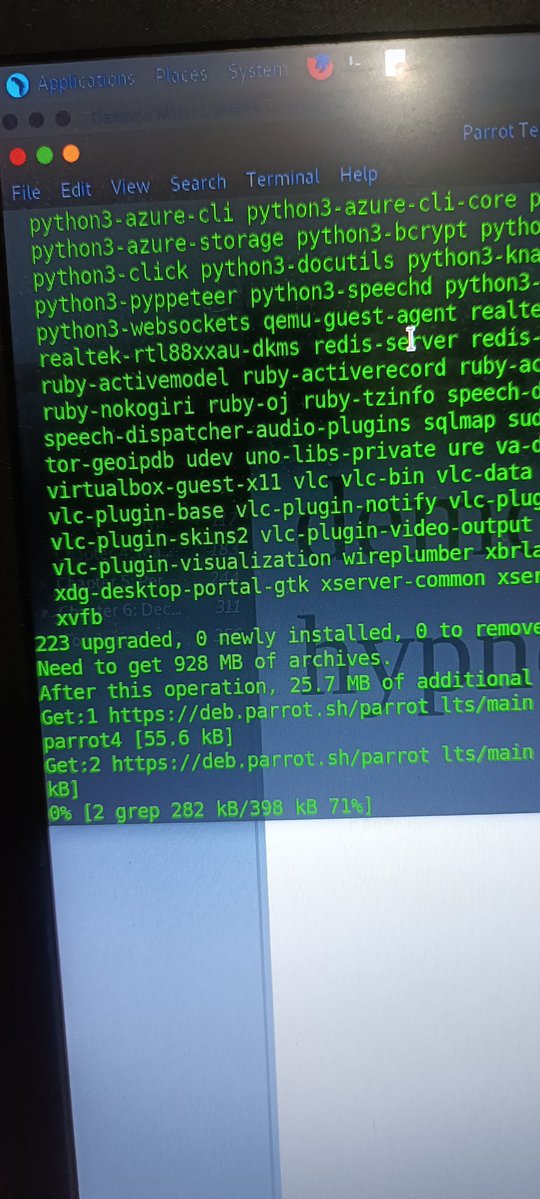 Applications Places System
Parrot Te
File Edit View Search Terminal Help
python3-azure-cli python3-azure-cli-core p
python3-azure-storage python3-bcrypt pytho
python3-click python3-docutils python3-kna
python3-pyppeteer python3-speechd python3-
python3-websockets qemu-guest-agent realte
realtek-rtl88xxau-dkms redis-server redis-
ruby-activemodel ruby-activerecord ruby-ac
ruby-nokogiri ruby-oj ruby-tzinfo speech-d
speech-dispatcher-audio-plugins sqlmap sud
tor-geoipdb udev uno-libs-private ure va-d
virtualbox-guest-x11 vlc vlc-bin vlc-data
vlc-plugin-base vlc-plugin-notify vlc-plug
vlc-plugin-skins2 vlc-plugin-video-output
vlc-plugin-visualization wireplumber xbrla
xdg-desktop-portal-gtk xserver-common xser
xvfb
223 upgraded, 0 newly installed, 0 to remove
Need to get 928 MB of archives.
After this operation, 25.7 MB of additional
Get:1 https://deb.parrot.sh/parrot lts/main
parrot4 [55.6 kB]
Get:2 https://deb.parrot.sh/parrot lts/main
kB]
0% [2 grep 282 kB/398 kB 71%]
6: Dec... 311
hypn